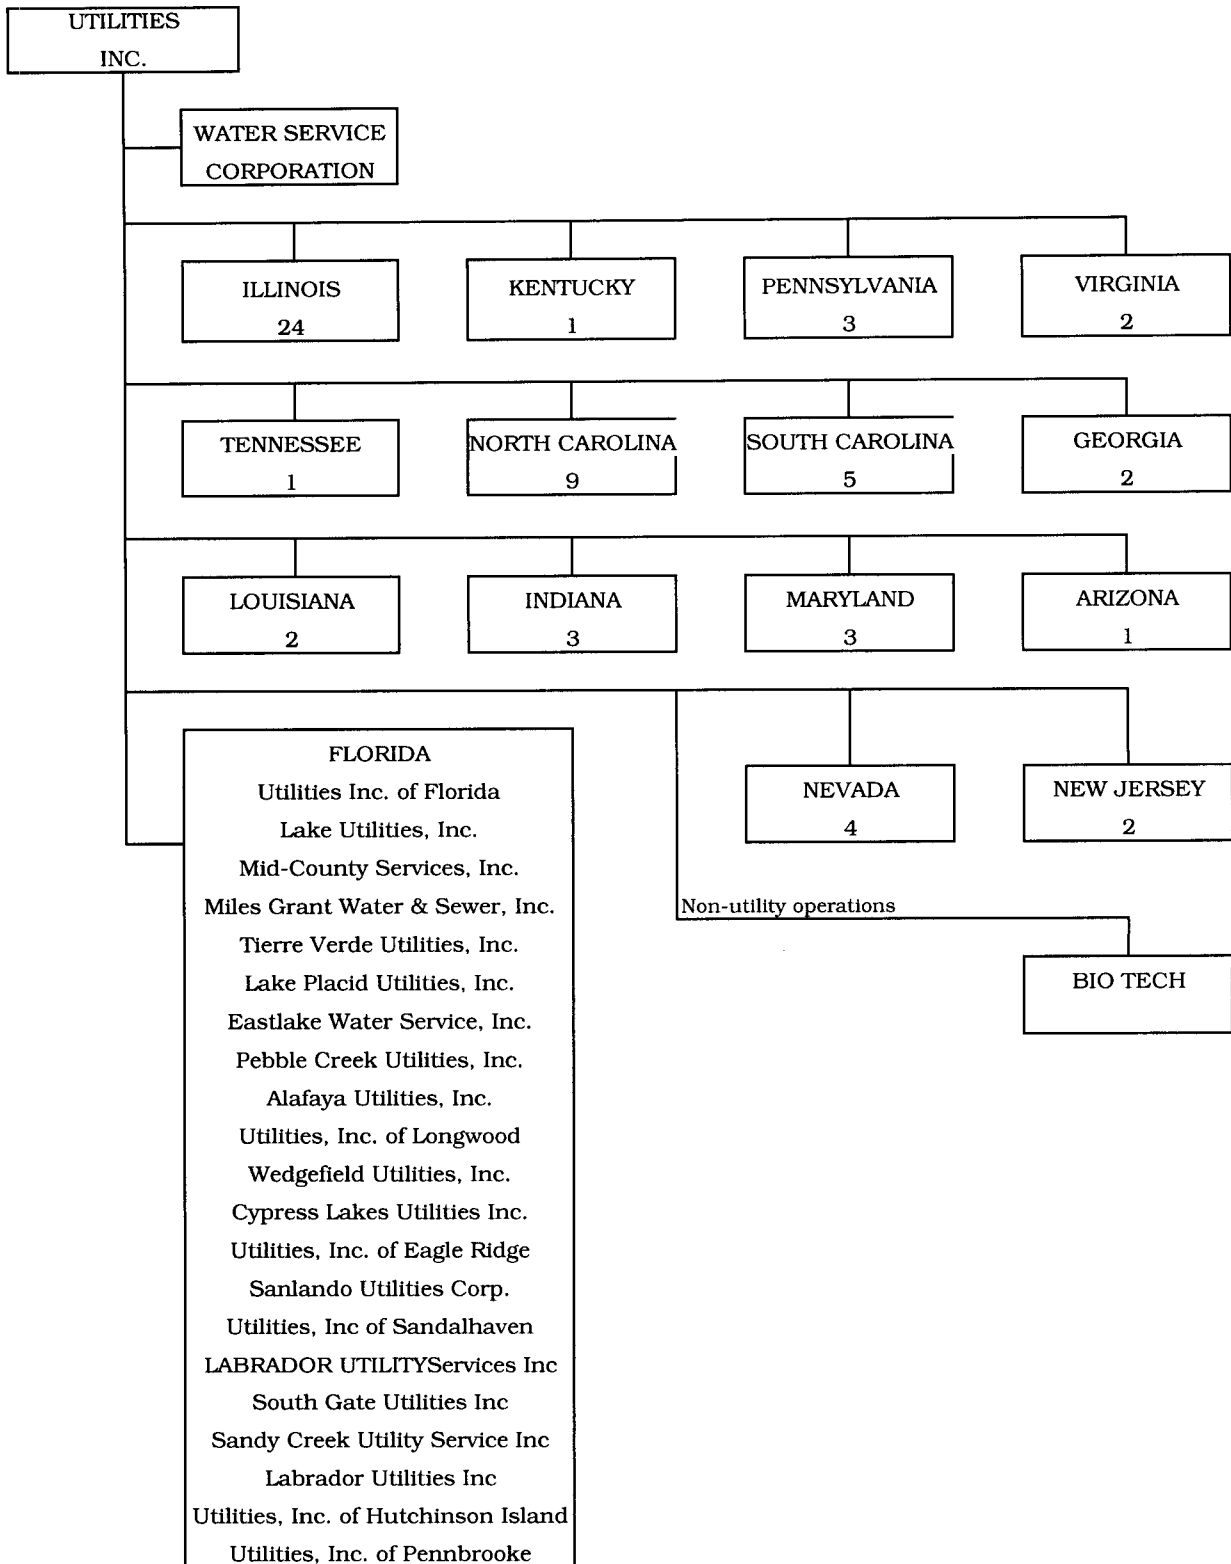 UTILITIES
INC.
WATER SERVICE
CORPORATION
ILLINOIS
24
KENTUCKY
1
PENNSYLVANIA
3
VIRGINIA
2
TENNESSEE
1
NORTH CAROLINA
9
SOUTH CAROLINA
5
GEORGIA
2
LOUISIANA
2
INDIANA
3
MARYLAND
3
ARIZONA
1
FLORIDA
Utilities Inc. of Florida
Lake Utilities, Inc.
Mid-County Services, Inc.
Miles Grant Water & Sewer, Inc.
Tierre Verde Utilities, Inc.
Lake Placid Utilities, Inc.
Eastlake Water Service, Inc.
Pebble Creek Utilities, Inc.
Alafaya Utilities, Inc.
Utilities, Inc. of Longwood
Wedgefield Utilities, Inc.
Cypress Lakes Utilities Inc.
Utilities, Inc. of Eagle Ridge
Sanlando Utilities Corp.
Utilities, Inc of Sandalhaven
LABRADOR UTILITYServices Inc
South Gate Utilities Inc
Sandy Creek Utility Service Inc
Labrador Utilities Inc
Utilities, Inc. of Hutchinson Island
Utilities, Inc. of Pennbrooke
NEVADA
4
NEW JERSEY
2
Non-utility operations
BIO TECH